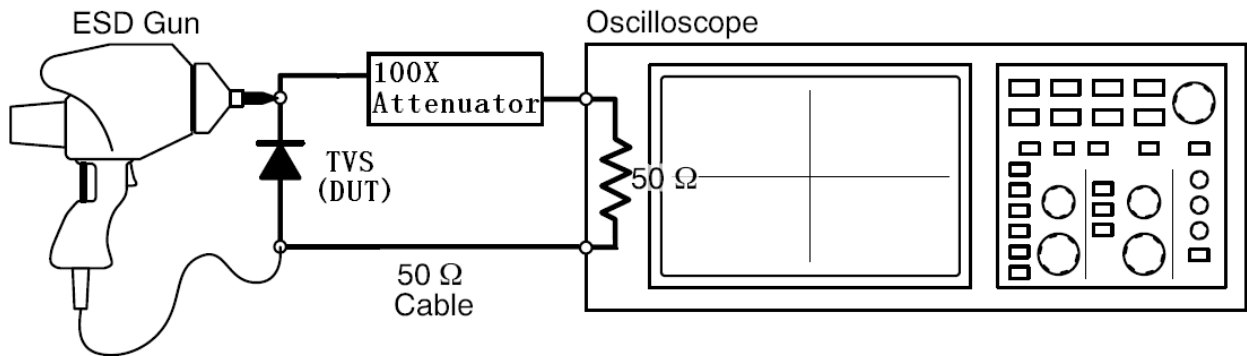 ESD Gun
Oscilloscope
100X
Attenuator
TVS
(DUT)
50 Ω
50 Ω
Cable